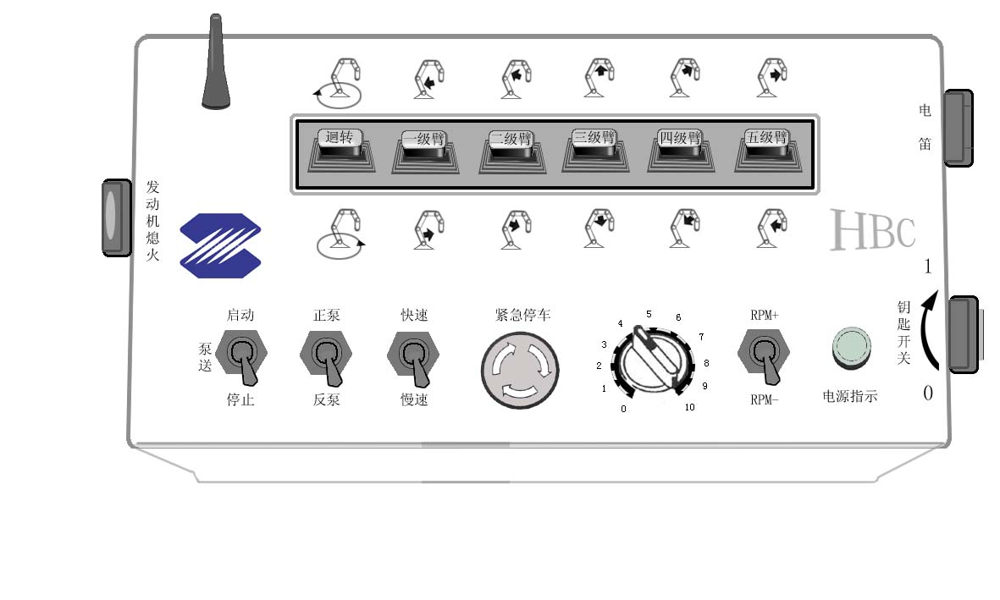 电笛
迴转 一级臂 二级臂 三级臂 四级臂 五级臂
发动机熄火
HBC
1
钥匙开关
0
启动
泵送
停止
正泵
反泵
快速
慢速
紧急停车
0 1 2 3 4 5 6 7 8 9 10
RPM+
RPM-
电源指示